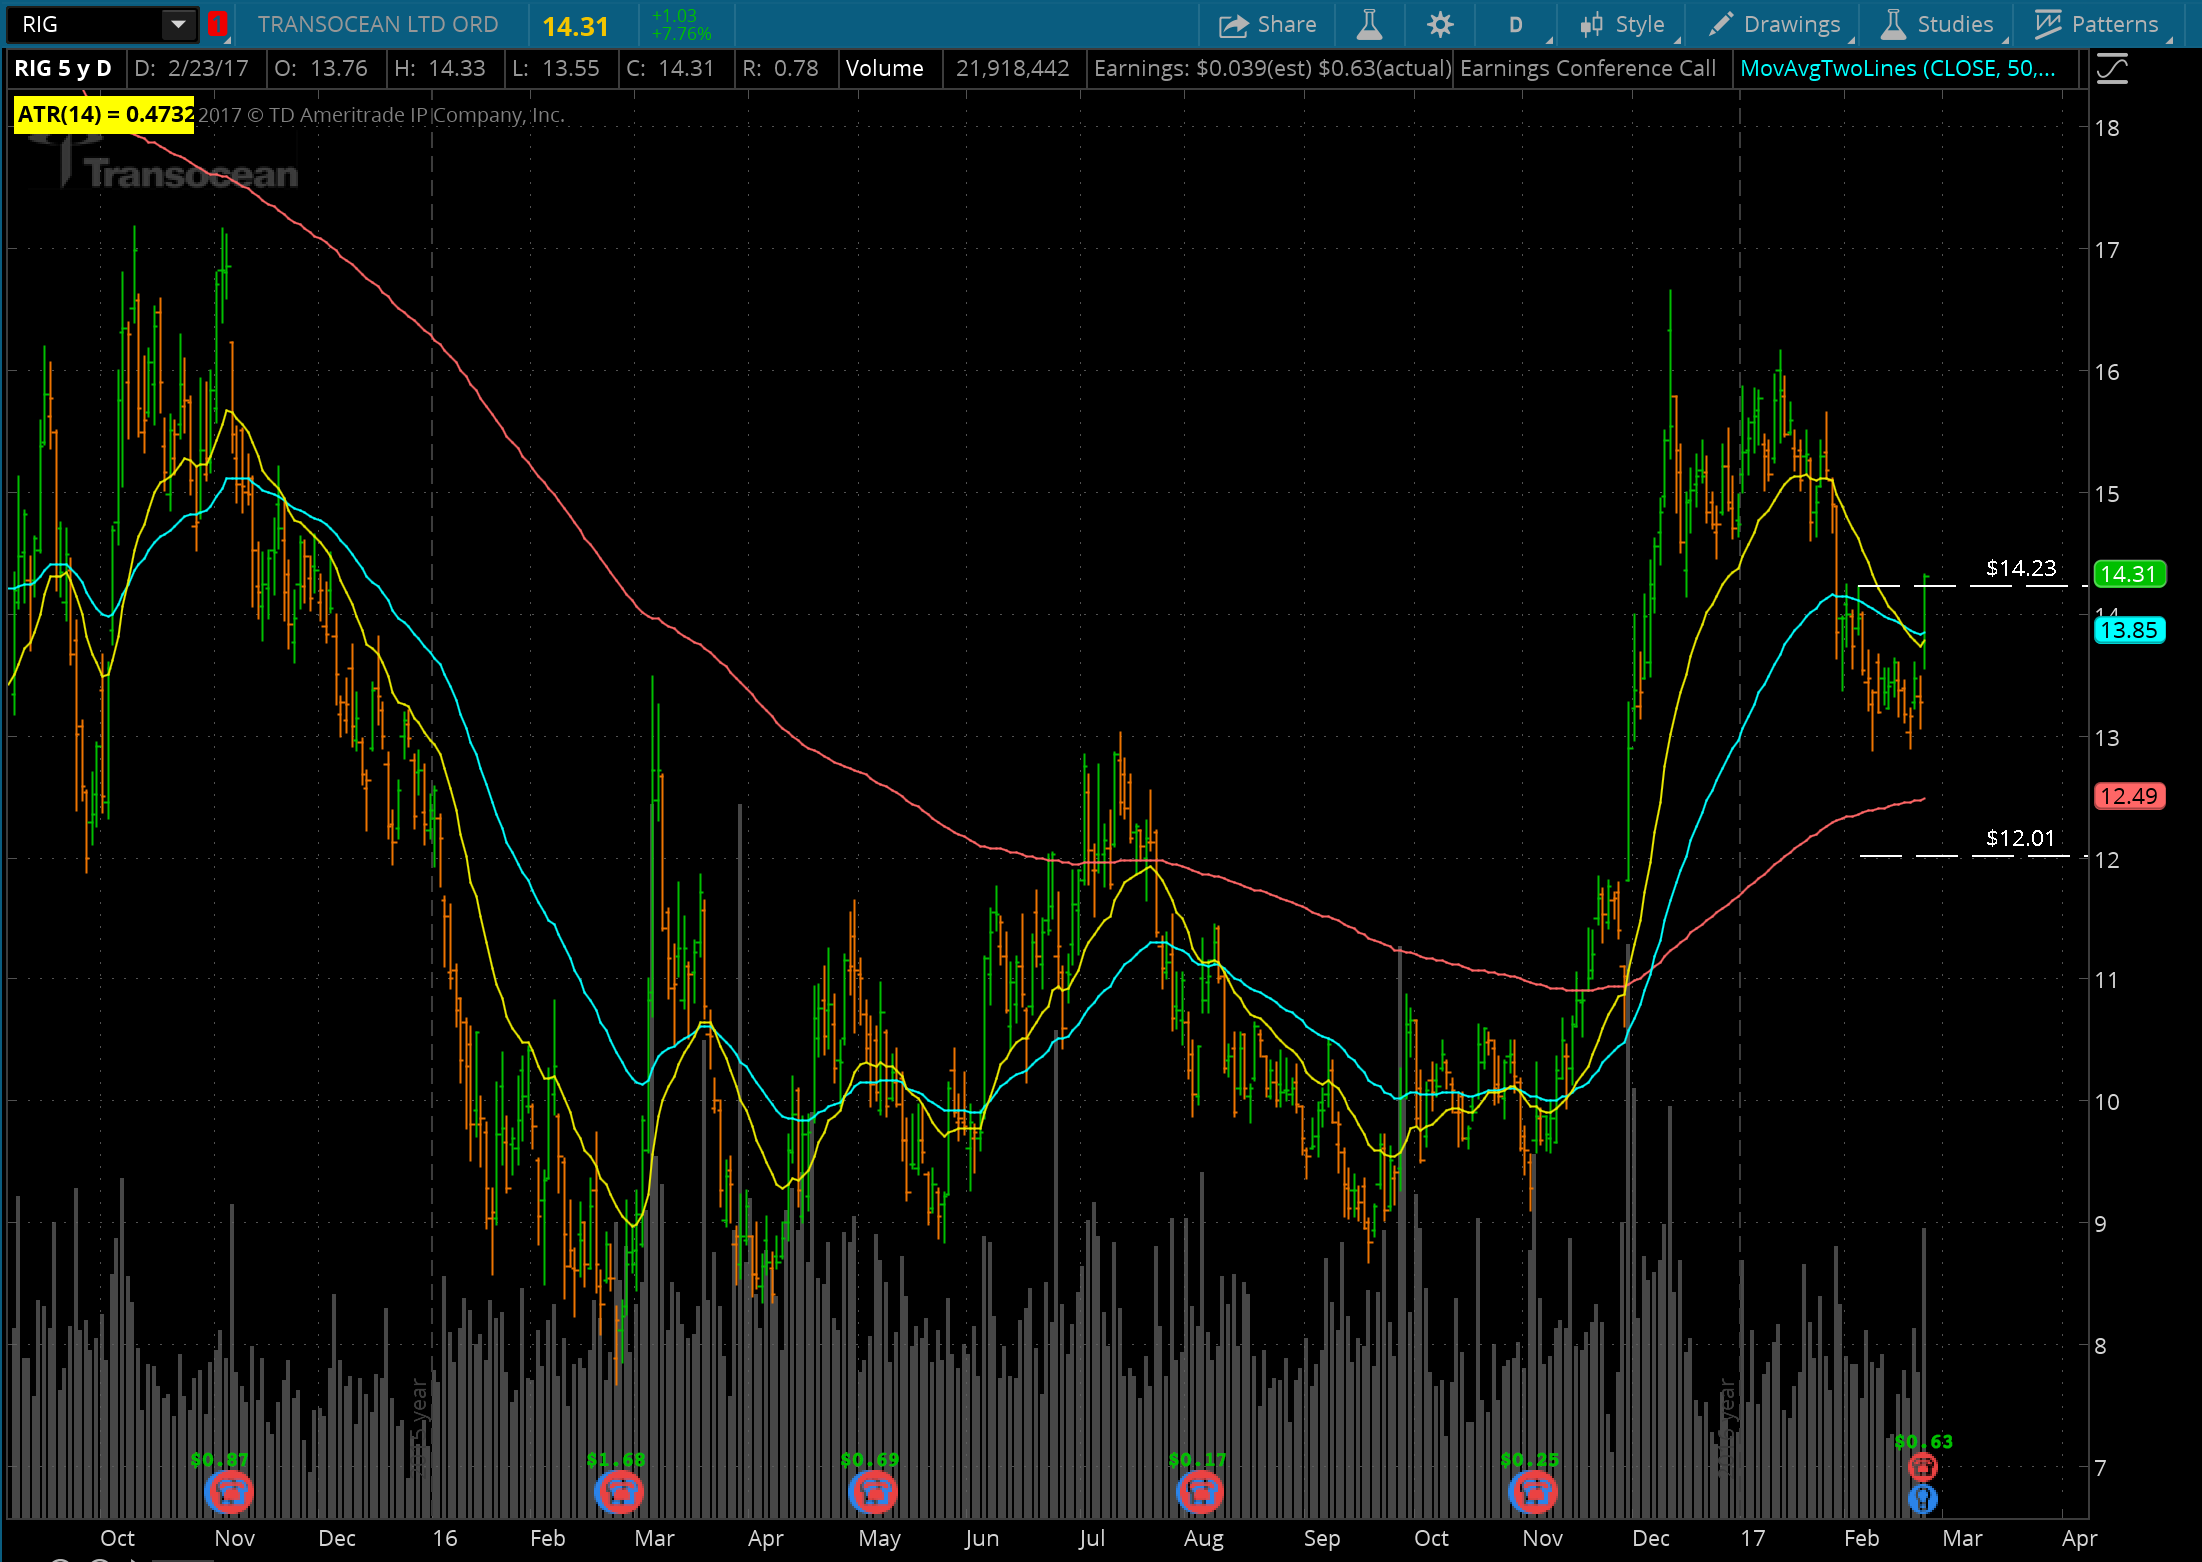 RIG 1 TRANSOCEAN LTD ORD 14.31 +1.03 +7.76% Share D Style Drawings Studies Patterns
RIG 5 y D D: 2/23/17 O: 13.76 H: 14.33 L: 13.55 C: 14.31 R: 0.78 Volume 21,918,442 Earnings: $0.039(est) $0.63(actual) Earnings Conference Call MovAvgTwoLines (CLOSE, 50,...
ATR(14) = 0.4732 2017 © TD Ameritrade IP Company, Inc.
18
Transocean
17
16
15
$14.23
14.31
14
13.85
13
12.49
$12.01
12
11
10
9
8
year year
$0.87 $1.68 $0.69 $0.17 $0.25 $0.63
7
Oct Nov Dec 16 Feb Mar Apr May Jun Jul Aug Sep Oct Nov Dec 17 Feb Mar Apr